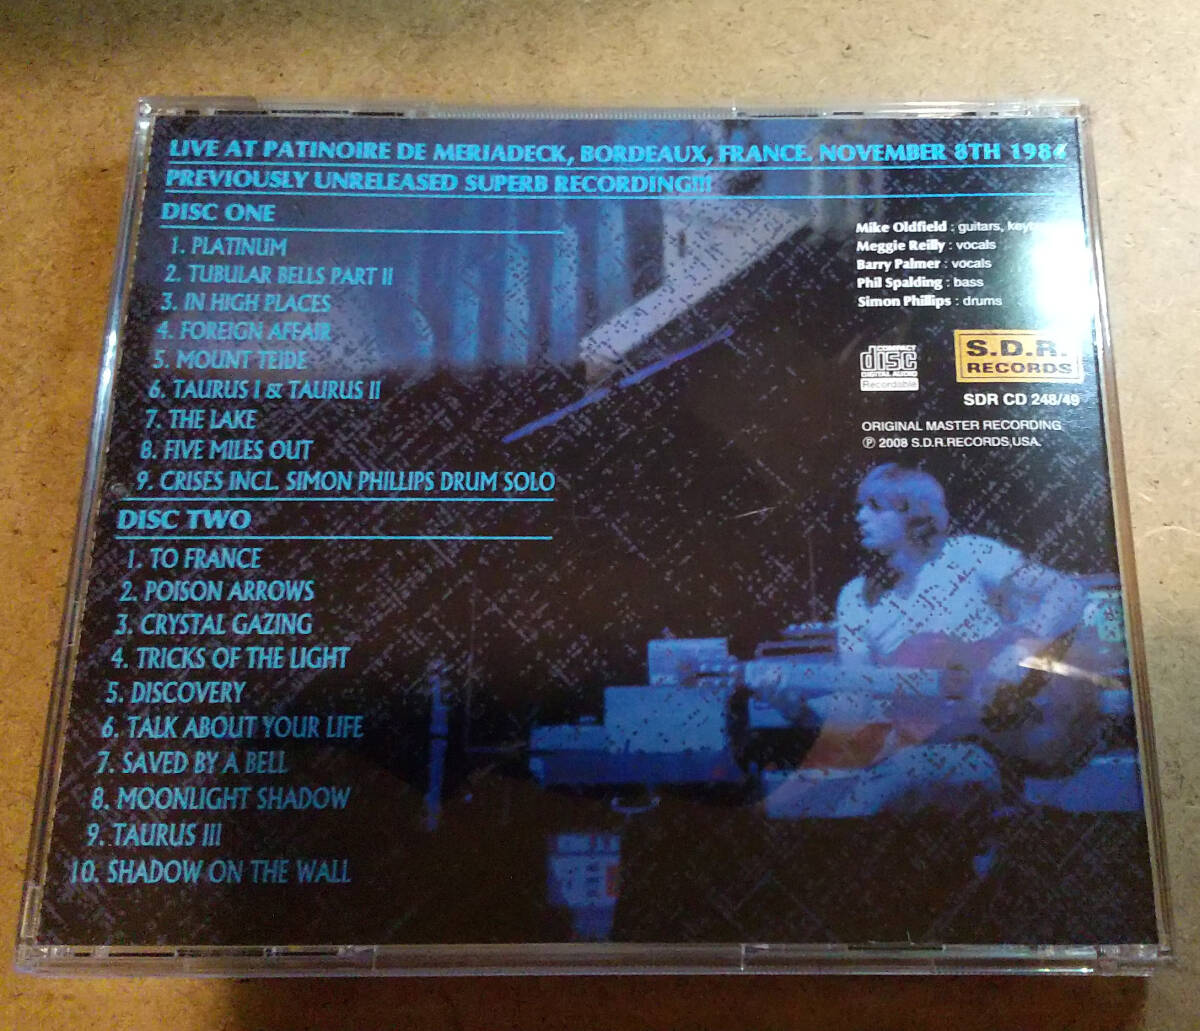 LIVE AT PATINOIRE DE MERIADECK, BORDEAUX, FRANCE. NOVEMBER 8TH 1984
PREVIOUSLY UNRELEASED SUPERB RECORDING!!!
DISC ONE
1. PLATINUM
2. TUBULAR BELLS PART II
3. IN HIGH PLACES
4. FOREIGN AFFAIR
5. MOUNT TEIDE
6. TAURUS I & TAURUS II
7. THE LAKE
8. FIVE MILES OUT
9. CRISES INCL. SIMON PHILLIPS DRUM SOLO
DISC TWO
1. TO FRANCE
2. POISON ARROWS
3. CRYSTAL GAZING
4. TRICKS OF THE LIGHT
5. DISCOVERY
6. TALK ABOUT YOUR LIFE
7. SAVED BY A BELL
8. MOONLIGHT SHADOW
9. TAURUS III
10. SHADOW ON THE WALL
Mike Oldfield : guitars,
Meggie Reilly : vocals
Barry Palmer : vocals
Phil Spalding : bass
Simon Phillips : drums
COMPACT
disc
DIGITAL AUDIO
Recordable
S.D.R.
RECORDS
SDR CD 248/49
ORIGINAL MASTER RECORDING
℗ 2008 S.D.R.RECORDS,USA.